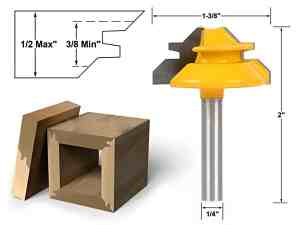 1/2 Max"
3/8 Min"
1-3/8"
2"
1/4"